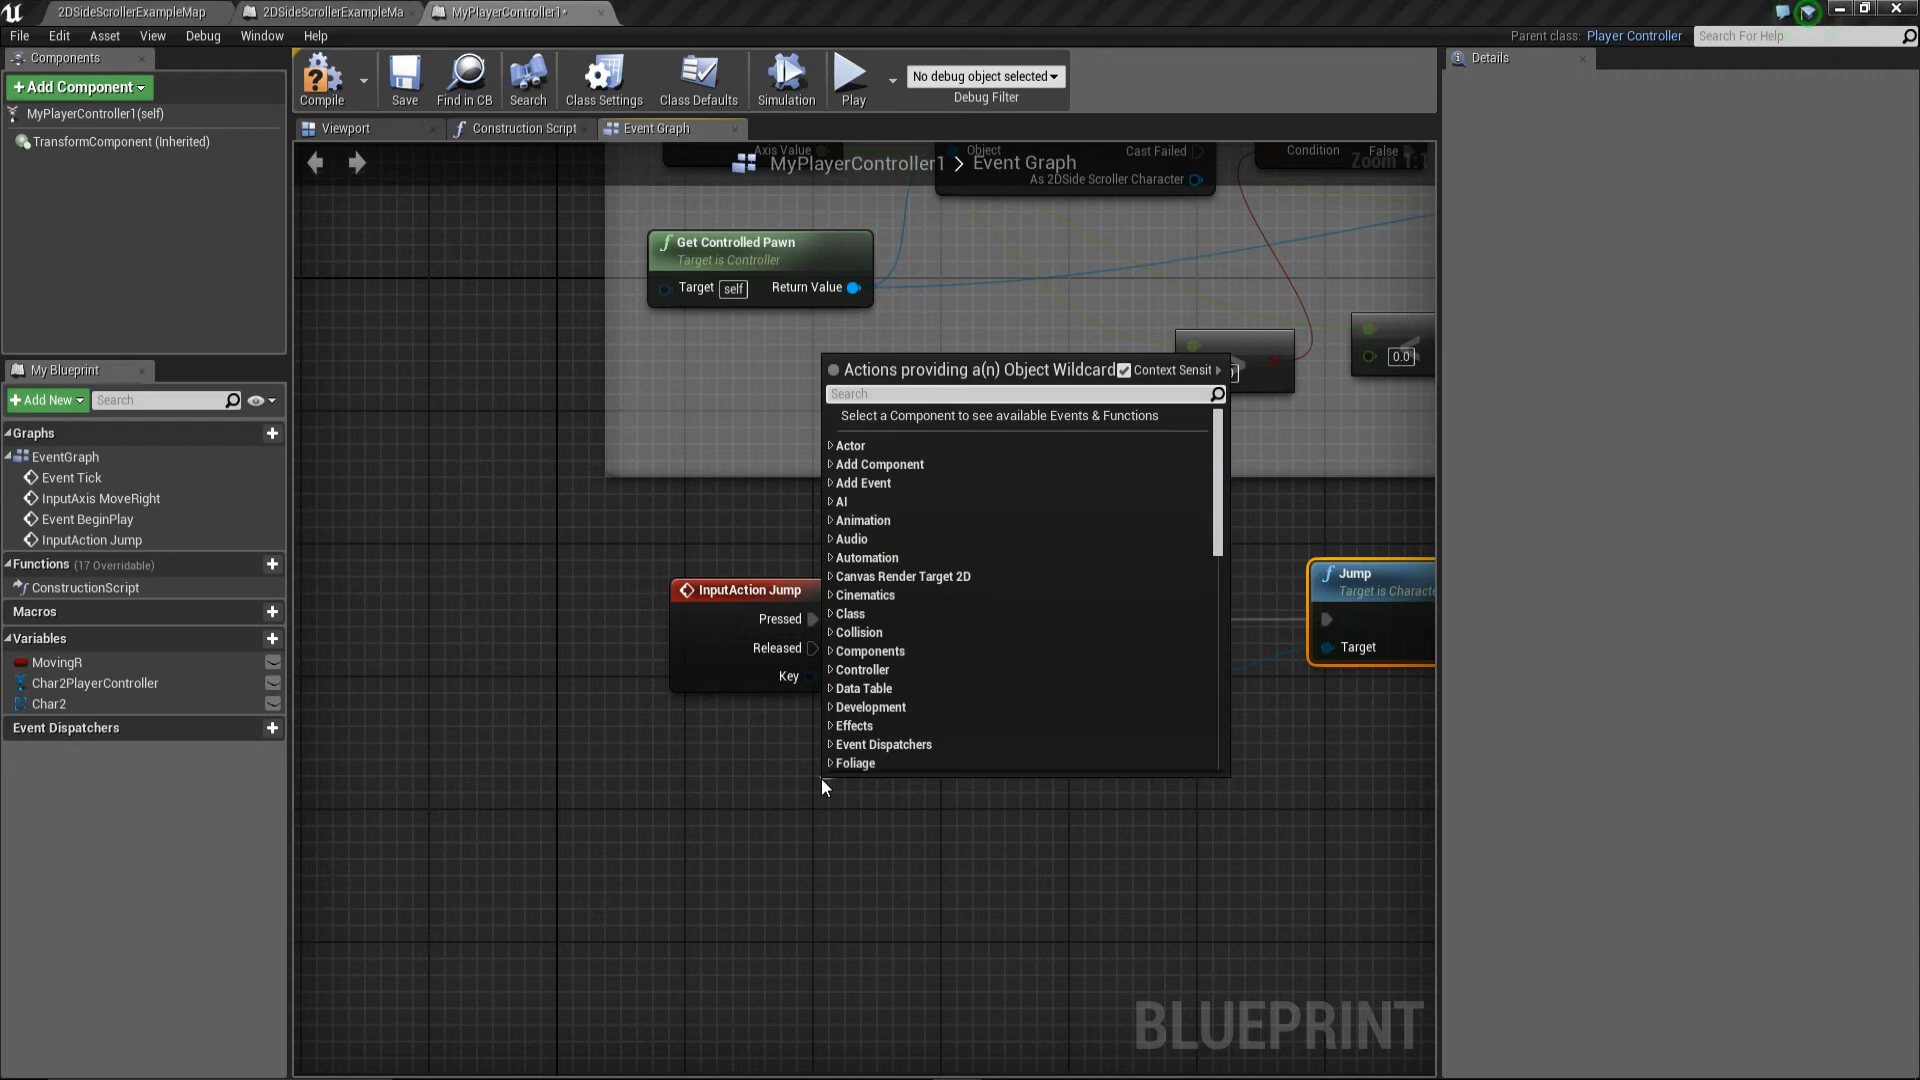 2DSideScrollerExampleMap
2DSideScrollerExampleMa
MyPlayerController1*
File Edit Asset View Debug Window Help
Parent class: Player Controller
Search For Help
Components
+Add Component
MyPlayerController1(self)
TransformComponent (Inherited)
Compile
Save
Find in CB
Search
Class Settings
Class Defaults
Simulation
Play
No debug object selected
Debug Filter
Details
Viewport
Construction Script
Event Graph
MyPlayerController1 > Event Graph
Zoom 1:1
Axis Value
Object
Cast Failed
As 2DSide Scroller Character
Condition
False
Get Controlled Pawn
Target is Controller
Target self
Return Value
0.0
My Blueprint
+Add New
Search
Graphs
EventGraph
Event Tick
InputAxis MoveRight
Event BeginPlay
InputAction Jump
Functions (17 Overridable)
ConstructionScript
Macros
Variables
MovingR
Char2PlayerController
Char2
Event Dispatchers
Actions providing a(n) Object Wildcard
Context Sensit
Search
Select a Component to see available Events & Functions
Actor
Add Component
Add Event
AI
Animation
Audio
Automation
Canvas Render Target 2D
Cinematics
Class
Collision
Components
Controller
Data Table
Development
Effects
Event Dispatchers
Foliage
InputAction Jump
Pressed
Released
Key
Jump
Target is Characte
Target
BLUEPRINT